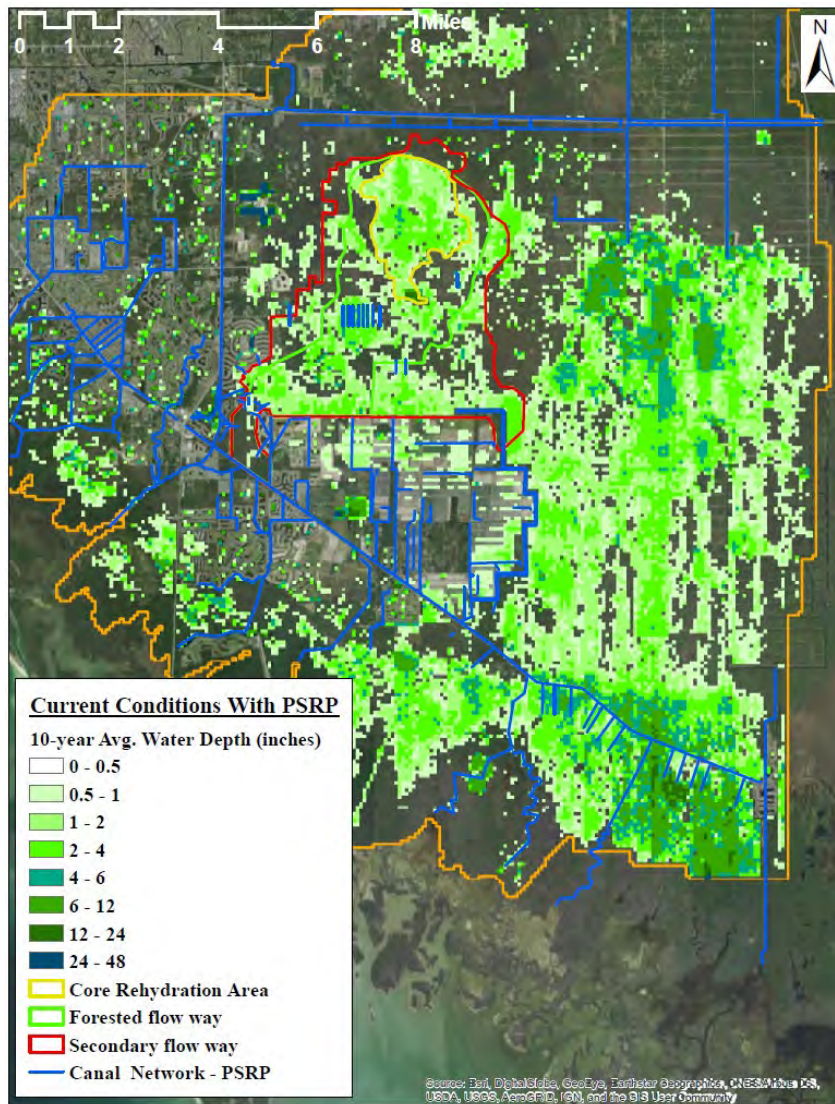 Miles
0 1 2 4 6 8
N
Current Conditions With PSRP
10-year Avg. Water Depth (inches)
0 - 0.5
0.5 - 1
1 - 2
2 - 4
4 - 6
6 - 12
12 - 24
24 - 48
Core Rehydration Area
Forested flow way
Secondary flow way
Canal Network - PSRP
Source: Esri, DigitalGlobe, GeoEye, Earthstar Geographics, CNES/Airbus DS,
USDA, USGS, AeroGRID, IGN, and the GIS User Community